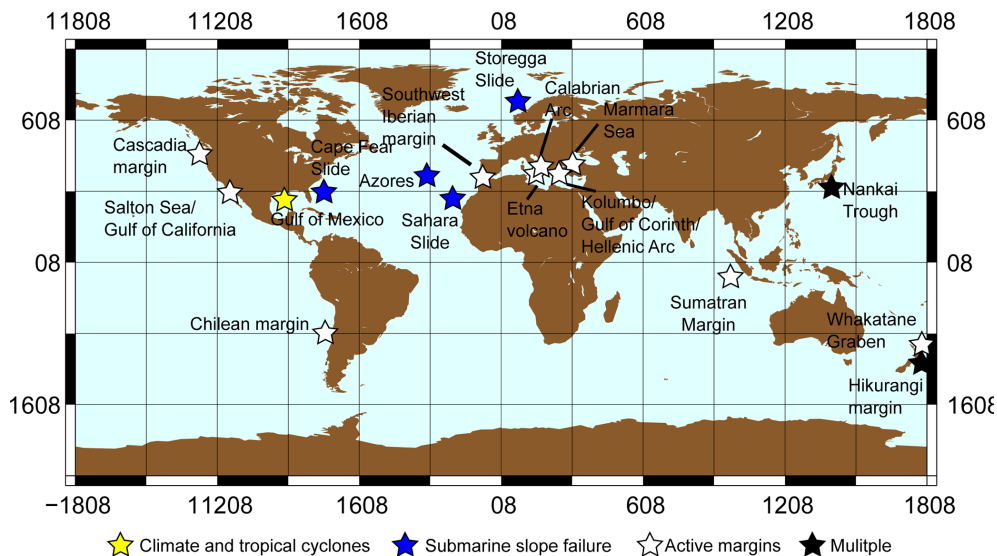 11808 11208 1608 08 608 1208 1808
Storegga
Slide
Calabrian
Arc
Southwest
Iberian
margin
Marmara
Sea
608 608
Cascadia
margin
Cape Fear
Slide
Azores
Nankai
Trough
Salton Sea/
Gulf of California
Gulf of Mexico
Sahara
Slide
Etna
volcano
Kolumbo/
Gulf of Corinth/
Hellenic Arc
08 08
Sumatran
Margin
Chilean margin
Whakatane
Graben
Hikurangi
margin
1608 1608
−1808 11208 1608 08 608 1208 1808
Climate and tropical cyclones Submarine slope failure Active margins Mulitple